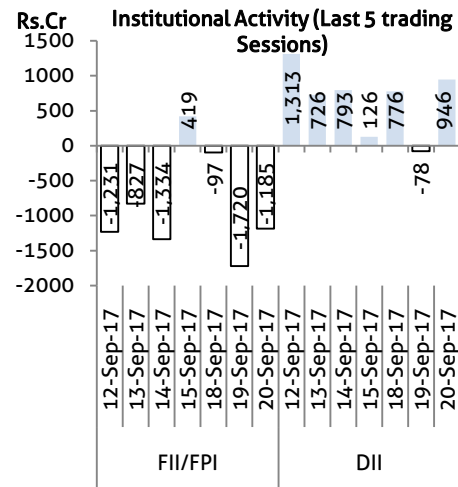 Rs.Cr
Institutional Activity (Last 5 trading
Sessions)
1500
1000
500
0
-500
-1000
-1500
-2000
-1,231
-827
-1,334
419
-97
-1,720
-1,185
1,313
726
793
126
776
-78
946
12-Sep-17
13-Sep-17
14-Sep-17
15-Sep-17
18-Sep-17
19-Sep-17
20-Sep-17
12-Sep-17
13-Sep-17
14-Sep-17
15-Sep-17
18-Sep-17
19-Sep-17
20-Sep-17
FII/FPI
DII